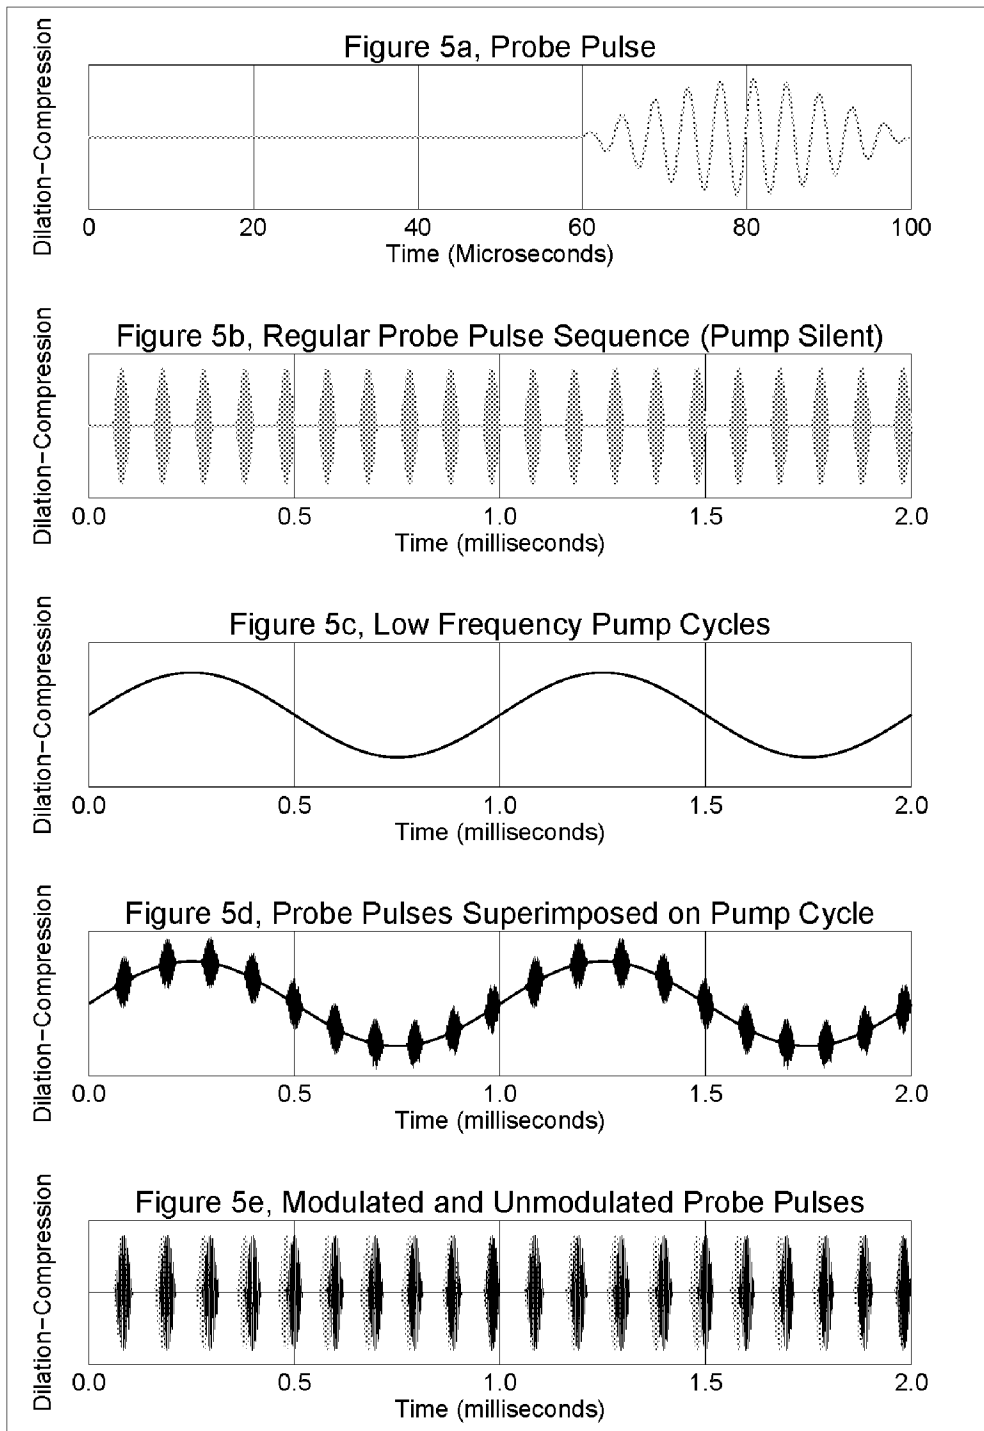 Figure 5a, Probe Pulse
Dilation-Compression
0 20 40 60 80 100
Time (Microseconds)
Figure 5b, Regular Probe Pulse Sequence (Pump Silent)
Dilation-Compression
0.0 0.5 1.0 1.5 2.0
Time (milliseconds)
Figure 5c, Low Frequency Pump Cycles
Dilation-Compression
0.0 0.5 1.0 1.5 2.0
Time (milliseconds)
Figure 5d, Probe Pulses Superimposed on Pump Cycle
Dilation-Compression
0.0 0.5 1.0 1.5 2.0
Time (milliseconds)
Figure 5e, Modulated and Unmodulated Probe Pulses
Dilation-Compression
0.0 0.5 1.0 1.5 2.0
Time (milliseconds)